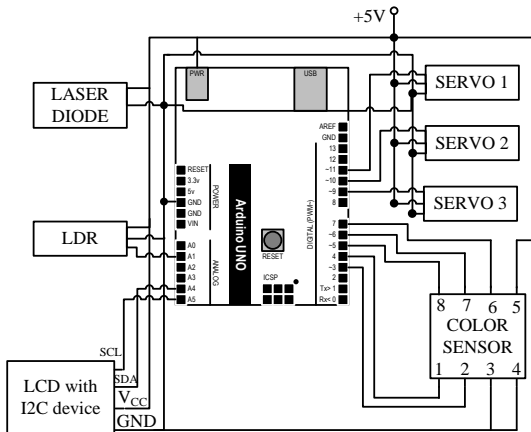 +5V
PWR
USB
LASER
DIODE
SERVO 1
SERVO 2
SERVO 3
AREF
GND
13
12
~11
~10
~9
8
RESET
3.3v
5v
GND
GND
VIN
POWER
Arduino UNO
DIGITAL (PWM~)
LDR
A0
A1
A2
A3
A4
A5
ANALOG
RESET
ICSP
7
~6
~5
4
~3
2
Tx> 1
Rx< 0
8 7 6 5
COLOR
SENSOR
1 2 3 4
SCL
SDA
VCC
GND
LCD with
I2C device